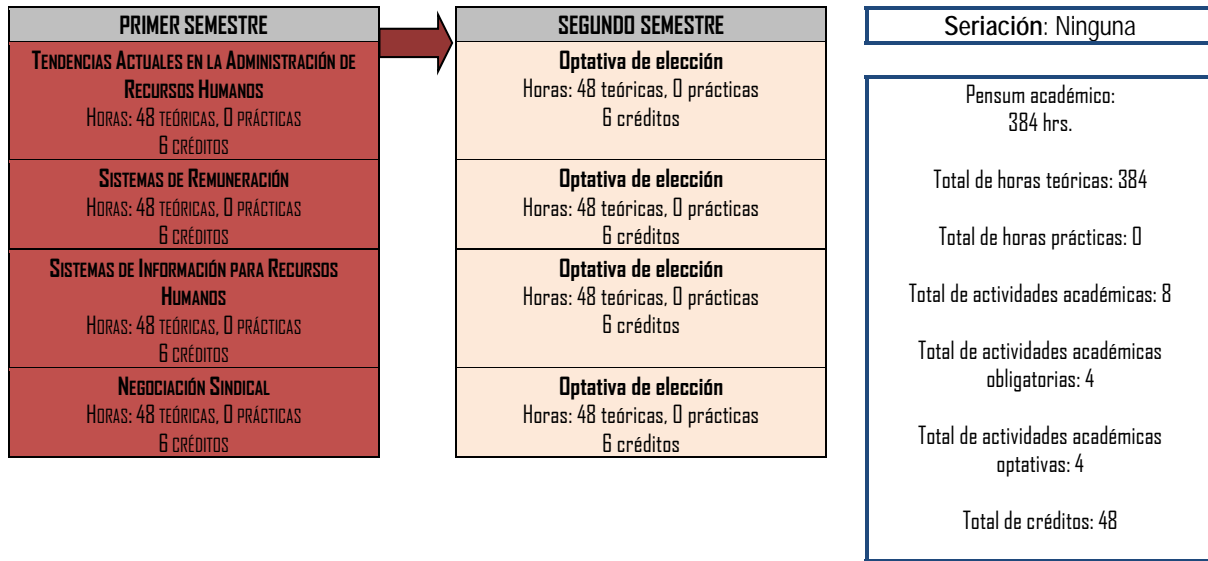 PRIMER SEMESTRE
TENDENCIAS ACTUALES EN LA ADMINISTRACIÓN DE
RECURSOS HUMANOS
HORAS: 48 TEÓRICAS, 0 PRÁCTICAS
6 CRÉDITOS
SISTEMAS DE REMUNERACIÓN
HORAS: 48 TEÓRICAS, 0 PRÁCTICAS
6 CRÉDITOS
SISTEMAS DE INFORMACIÓN PARA RECURSOS
HUMANOS
HORAS: 48 TEÓRICAS, 0 PRÁCTICAS
6 CRÉDITOS
NEGOCIACIÓN SINDICAL
HORAS: 48 TEÓRICAS, 0 PRÁCTICAS
6 CRÉDITOS
SEGUNDO SEMESTRE
Optativa de elección
Horas: 48 teóricas, 0 prácticas
6 créditos
Optativa de elección
Horas: 48 teóricas, 0 prácticas
6 créditos
Optativa de elección
Horas: 48 teóricas, 0 prácticas
6 créditos
Optativa de elección
Horas: 48 teóricas, 0 prácticas
6 créditos
Seriación: Ninguna
Pensum académico:
384 hrs.
Total de horas teóricas: 384
Total de horas prácticas: 0
Total de actividades académicas: 8
Total de actividades académicas
obligatorias: 4
Total de actividades académicas
optativas: 4
Total de créditos: 48